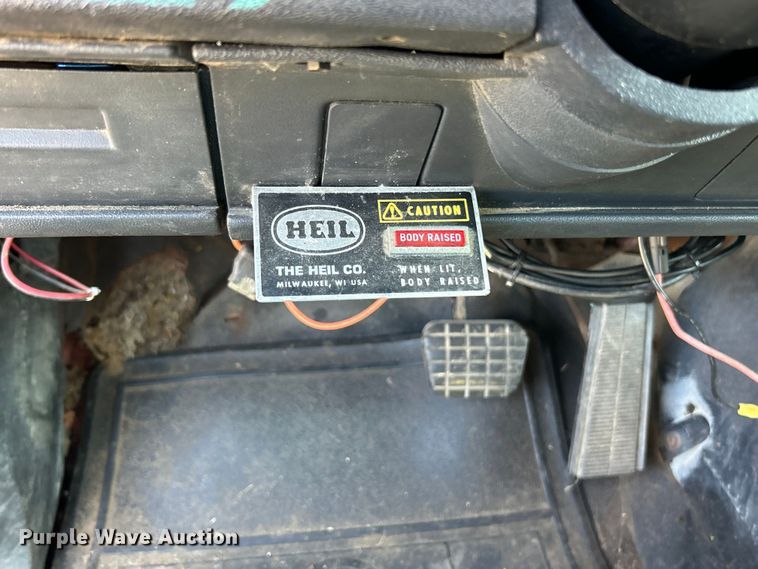 HEIL
THE HEIL CO.
MILWAUKEE, WI USA
CAUTION
BODY RAISED
WHEN LIT,
BODY RAISED
Purple Wave Auction